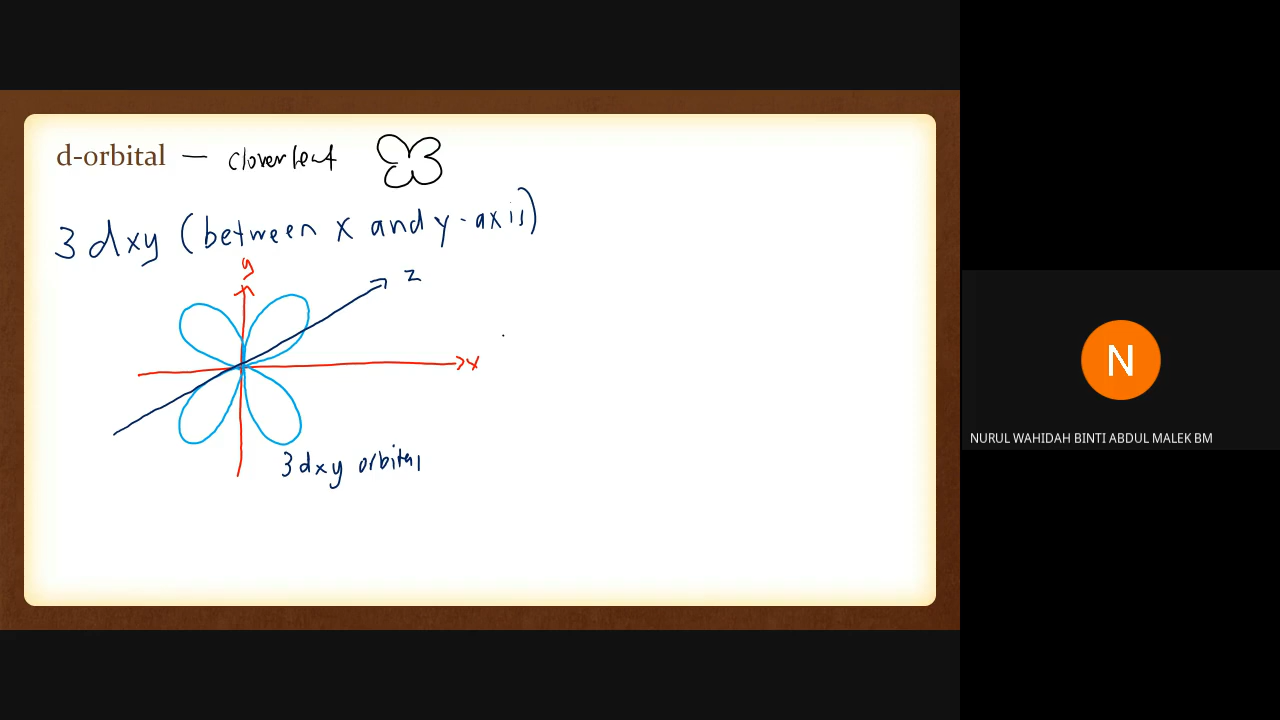 d-orbital — cloverleaf
3dxy (between x and y-axis)
y
z
x
3dxy orbital
N
NURUL WAHIDAH BINTI ABDUL MALEK BM